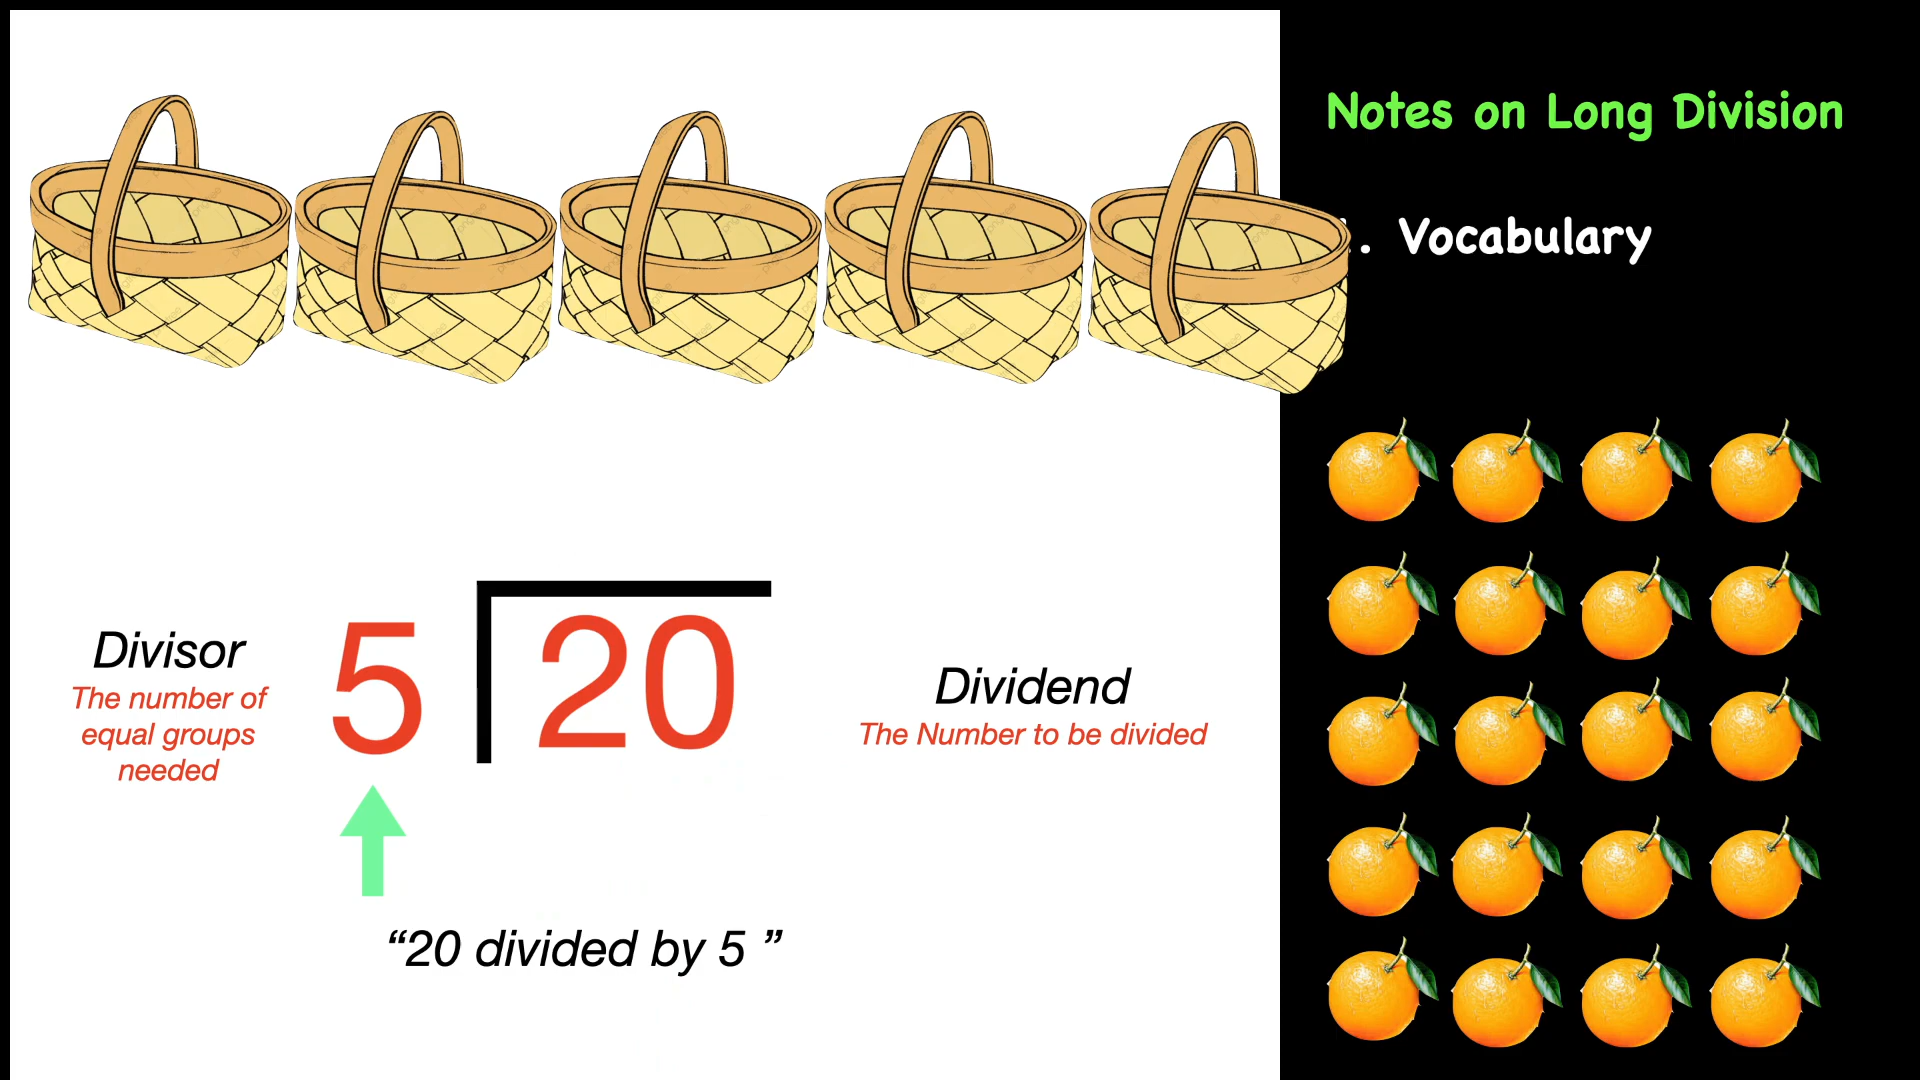 Notes on Long Division
. Vocabulary
Divisor
The number of
equal groups
needed
5
20
Dividend
The Number to be divided
“20 divided by 5 ”